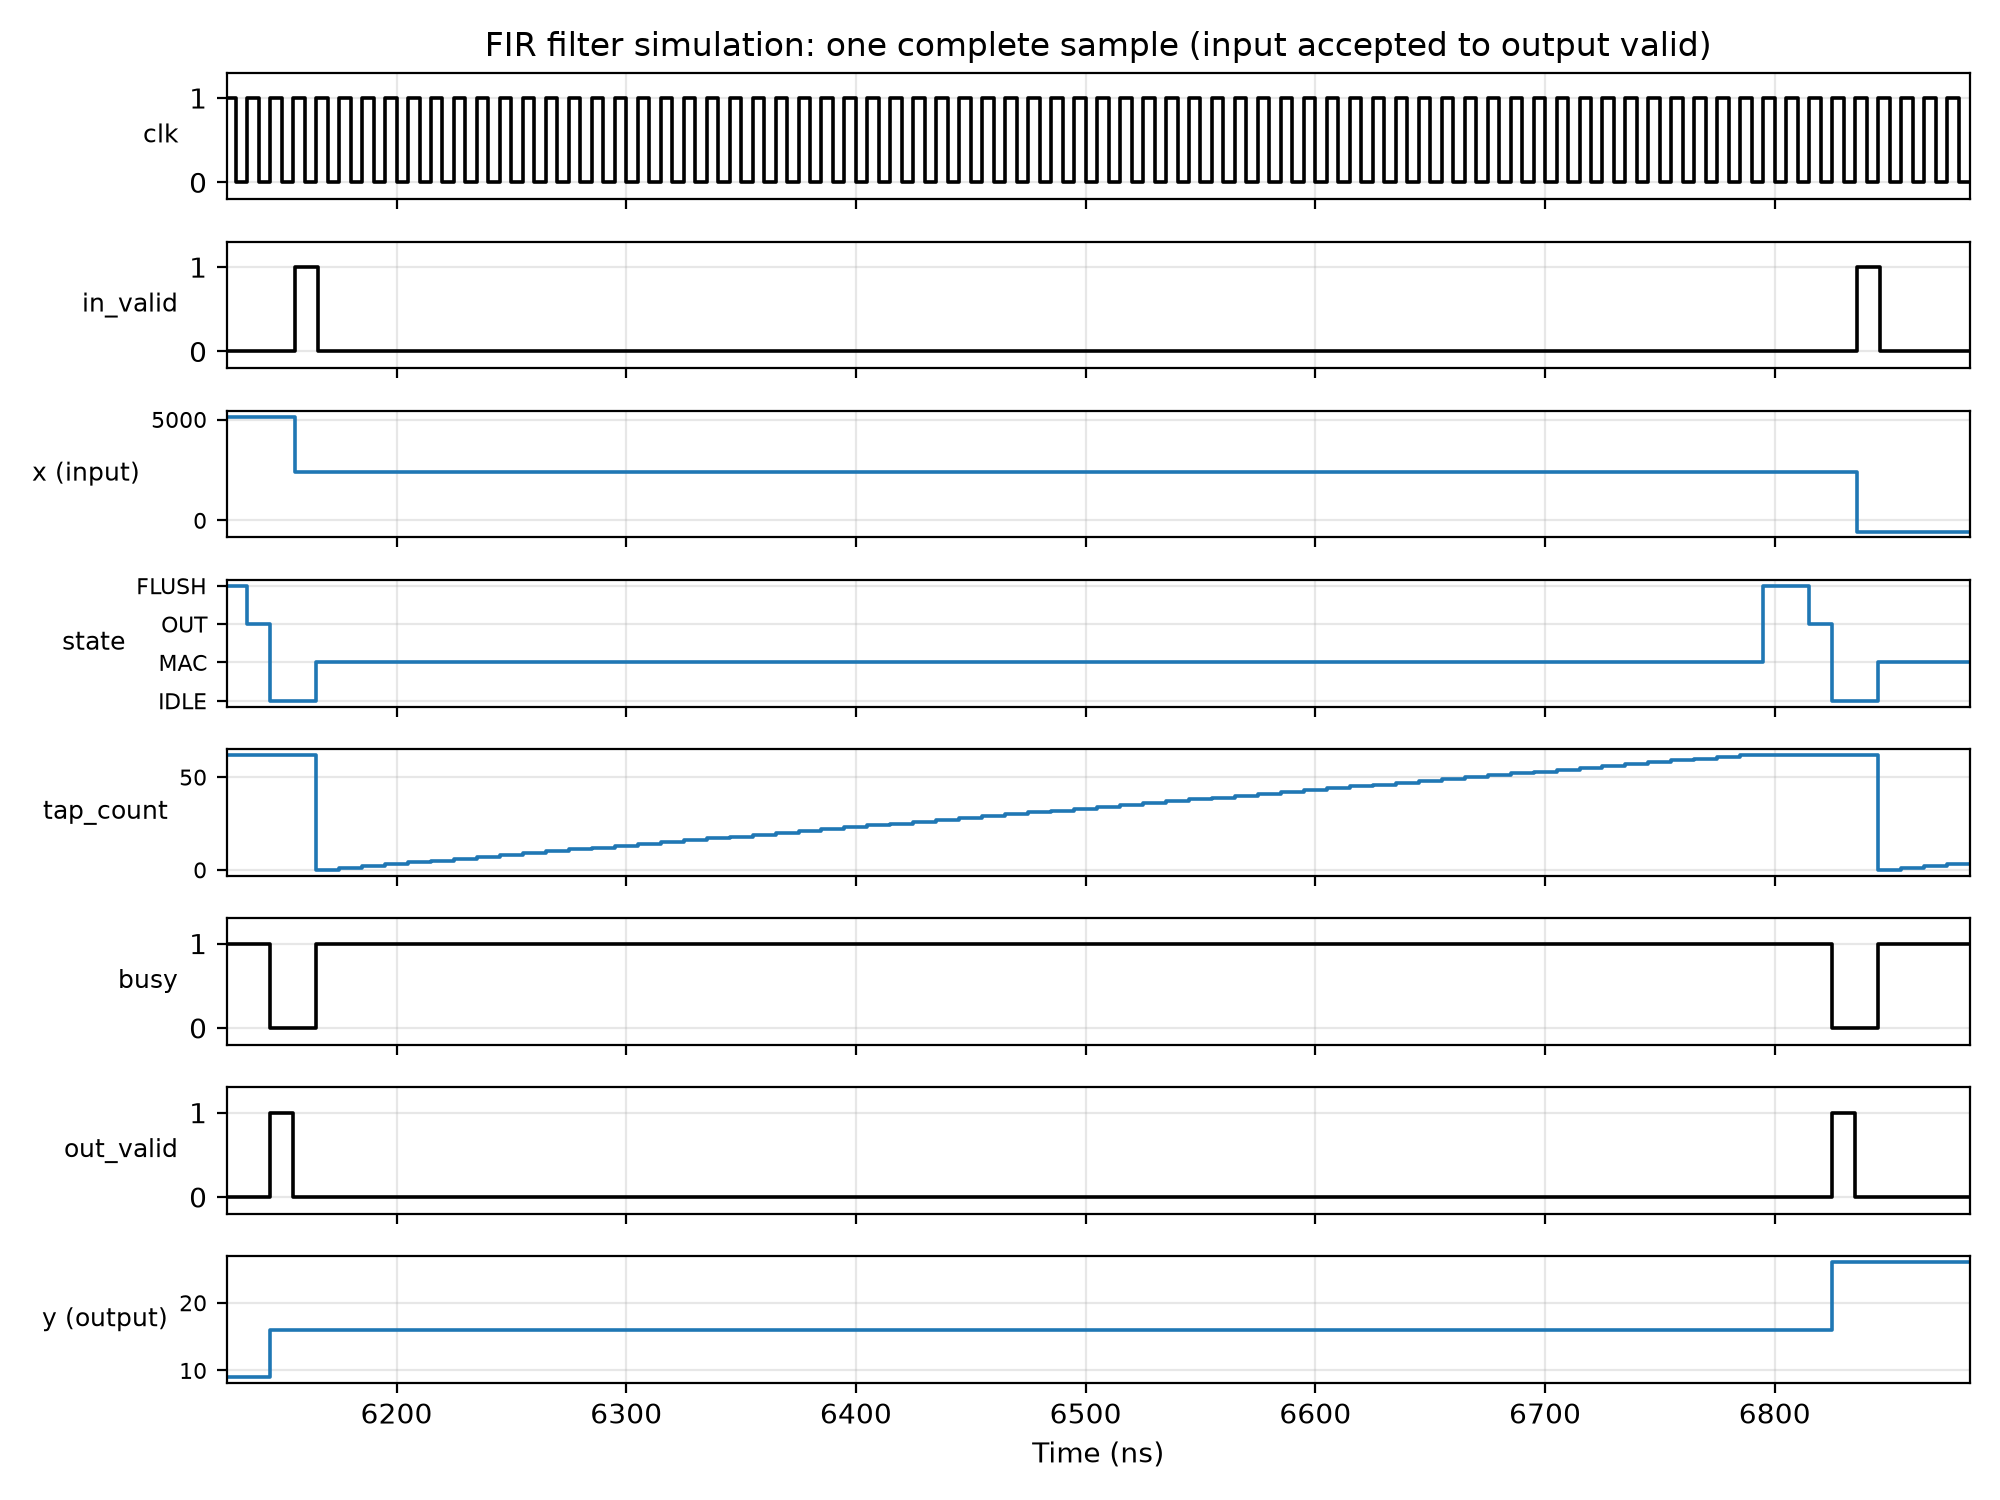 FIR filter simulation: one complete sample (input accepted to output valid)
1
clk
0
1
in_valid
0
5000
x (input)
0
FLUSH
OUT
state
MAC
IDLE
50
tap_count
0
1
busy
0
1
out_valid
0
20
y (output)
10
6200 6300 6400 6500 6600 6700 6800
Time (ns)